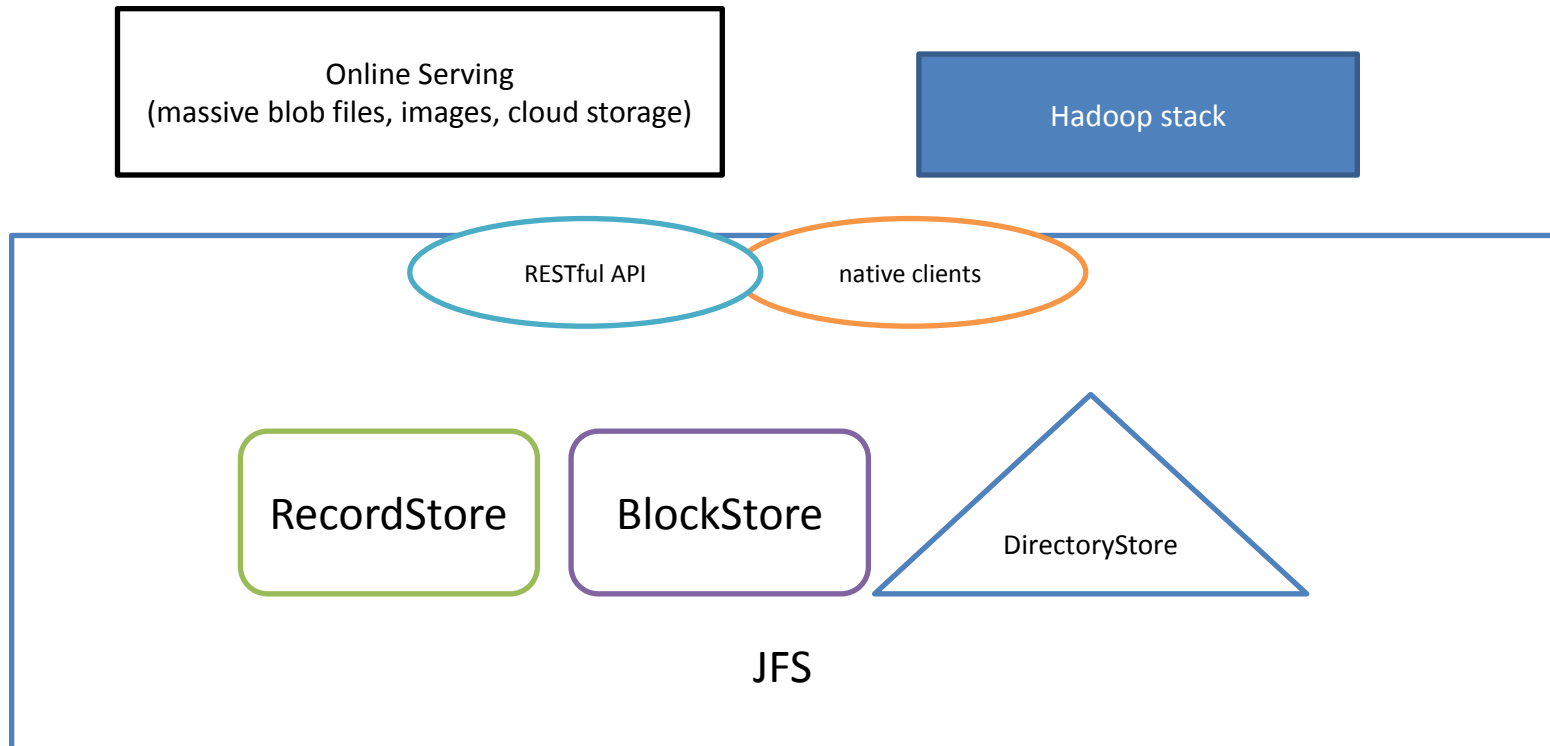 Online Serving
(massive blob files, images, cloud storage)
Hadoop stack
RESTful API
native clients
RecordStore
BlockStore
DirectoryStore
JFS